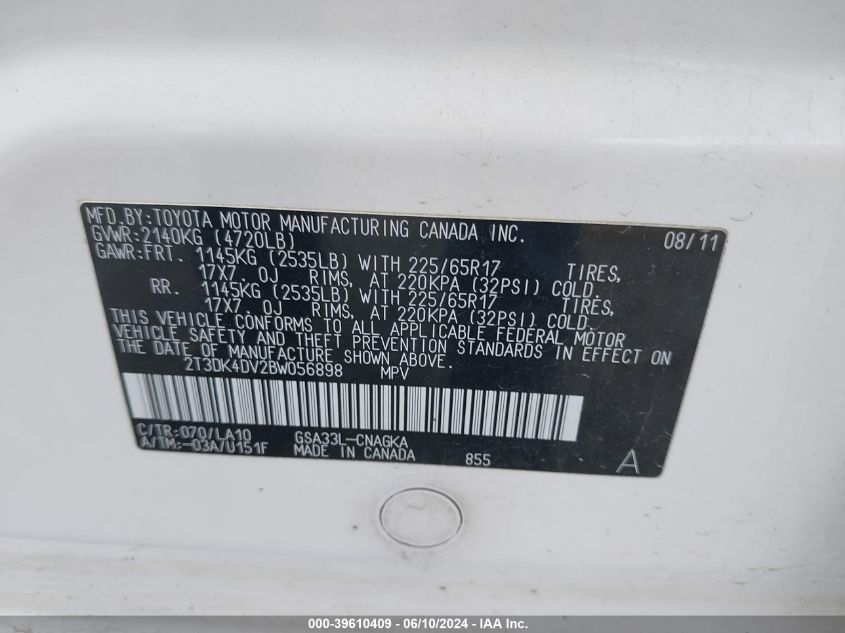 MFD.BY:TOYOTA MOTOR MANUFACTURING CANADA INC. 08/11
GVWR:2140KG (4720LB)
GAWR:FRT. 1145KG (2535LB) WITH 225/65R17 TIRES,
17X7 0J RIMS, AT 220KPA (32PSI) COLD.
RR. 1145KG (2535LB) WITH 225/65R17 TIRES,
17X7 0J RIMS, AT 220KPA (32PSI) COLD.
THIS VEHICLE CONFORMS TO ALL APPLICABLE FEDERAL MOTOR
VEHICLE SAFETY AND THEFT PREVENTION STANDARDS IN EFFECT ON
THE DATE OF MANUFACTURE SHOWN ABOVE.
2T3DK4DV2BW056898 MPV
C/TR:070/LA10 GSA33L-CNAGKA
A/TM:-03A/U151F MADE IN CANADA 855 A
000-39610409 - 06/10/2024 - IAA Inc.